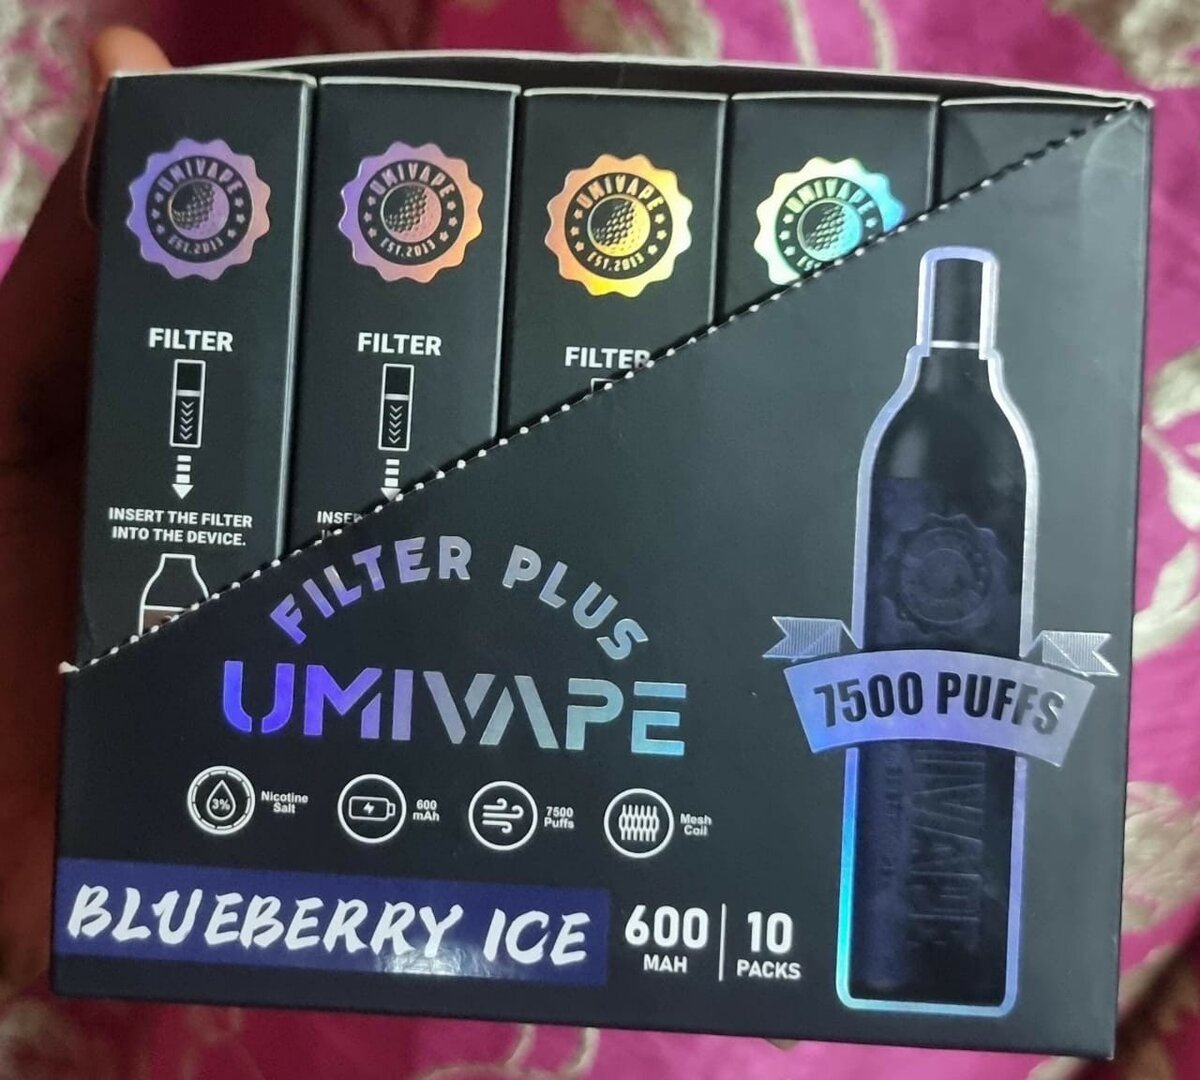 UMIVAPE
EST.2013
FILTER
INSERT THE FILTER
INTO THE DEVICE.
UMIVAPE
EST.2013
FILTER
UMIVAPE
EST.2013
FILTER
UMIVAPE
FILTER PLUS
UMIVAPE
3%
Nicotine
Salt
600
mAh
7500
Puffs
Mesh
Coil
BLUEBERRY ICE
600
MAH
10
PACKS
7500 PUFFS